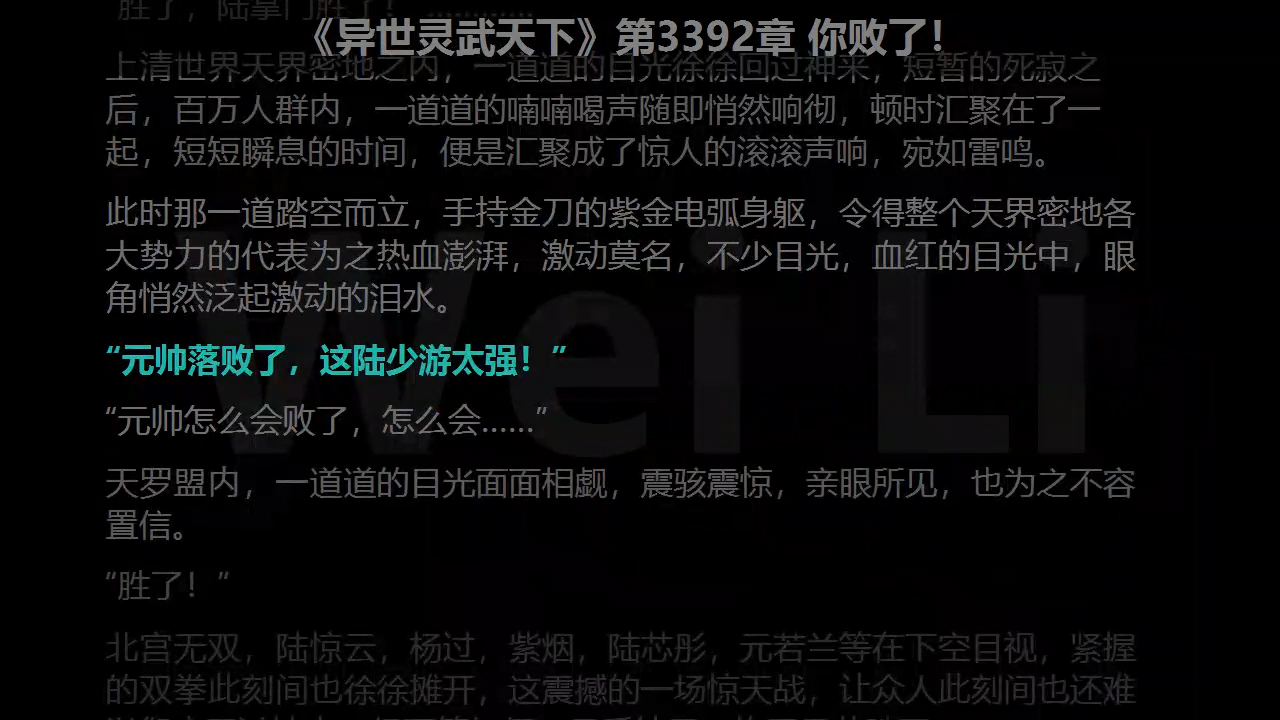 胜了，陆掌门胜了！…………
《异世灵武天下》第3392章 你败了！
上清世界天界密地之内，一道道的目光徐徐回过神来，短暂的死寂之
后，百万人群内，一道道的喃喃喝声随即悄然响彻，顿时汇聚在了一
起，短短瞬息的时间，便是汇聚成了惊人的滚滚声响，宛如雷鸣。
此时那一道踏空而立，手持金刀的紫金电弧身躯，令得整个天界密地各
大势力的代表为之热血澎湃，激动莫名，不少目光，血红的目光中，眼
角悄然泛起激动的泪水。
“元帅落败了，这陆少游太强！”
“元帅怎么会败了，怎么会……”
天罗盟内，一道道的目光面面相觑，震骇震惊，亲眼所见，也为之不容
置信。
“胜了！”
北宫无双，陆惊云，杨过，紫烟，陆芯彤，元若兰等在下空目视，紧握
的双拳此刻间也徐徐摊开，这震撼的一场惊天战，让众人此刻间也还难
Wei Li